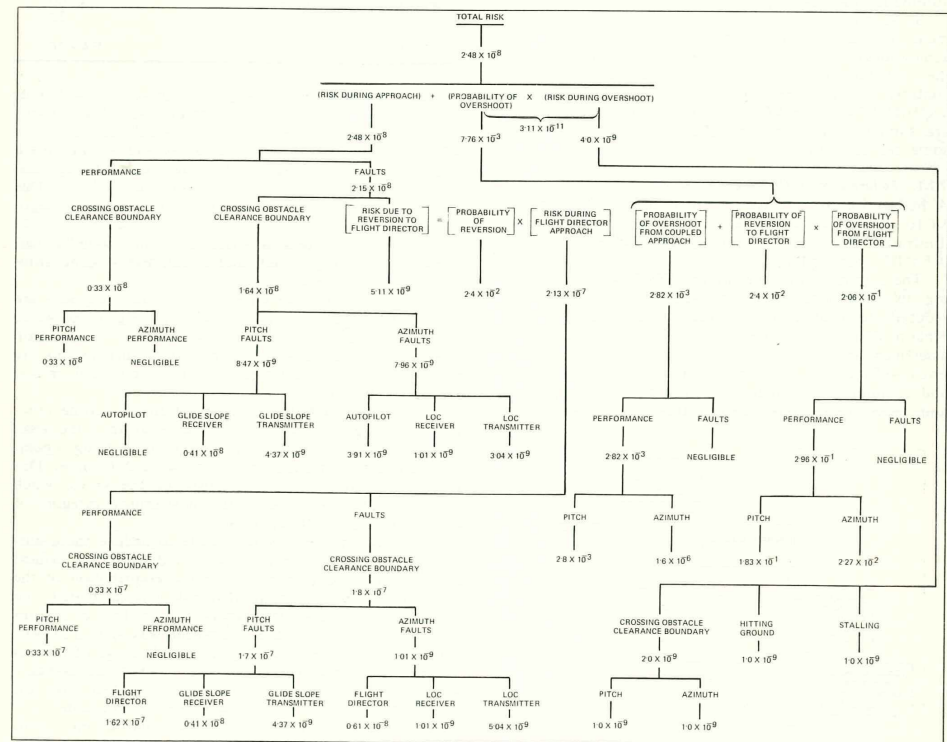 TOTAL RISK
2·48 X 10-8
(RISK DURING APPROACH) + (PROBABILITY OF OVERSHOOT) X (RISK DURING OVERSHOOT)
3·11 X 10-11
2·48 X 10-8 7·76 X 10-3 4·0 X 10-9
PERFORMANCE FAULTS
2·15 X 10-8
CROSSING OBSTACLE CLEARANCE BOUNDARY
CROSSING OBSTACLE CLEARANCE BOUNDARY
[RISK DUE TO REVERSION TO FLIGHT DIRECTOR] = [PROBABILITY OF REVERSION] X [RISK DURING FLIGHT DIRECTOR APPROACH]
[PROBABILITY OF OVERSHOOT FROM COUPLED APPROACH] + [PROBABILITY OF REVERSION TO FLIGHT DIRECTOR] X [PROBABILITY OF OVERSHOOT FROM FLIGHT DIRECTOR]
0·33 X 10-8 1·64 X 10-8 5·11 X 10-9 2·4 X 10-2 2·13 X 10-7 2·82 X 10-3 2·4 X 10-2 2·06 X 10-1
PITCH PERFORMANCE
0·33 X 10-8
AZIMUTH PERFORMANCE
NEGLIGIBLE
PITCH FAULTS
8·47 X 10-9
AZIMUTH FAULTS
7·96 X 10-9
AUTOPILOT
NEGLIGIBLE
GLIDE SLOPE RECEIVER
0·41 X 10-8
GLIDE SLOPE TRANSMITTER
4·37 X 10-9
AUTOPILOT
3·91 X 10-9
LOC RECEIVER
1·01 X 10-9
LOC TRANSMITTER
3·04 X 10-9
PERFORMANCE
2·82 X 10-3
FAULTS
NEGLIGIBLE
PERFORMANCE
2·96 X 10-1
FAULTS
NEGLIGIBLE
PITCH
2·8 X 10-3
AZIMUTH
1·6 X 10-6
PITCH
1·83 X 10-1
AZIMUTH
2·27 X 10-2
PERFORMANCE
CROSSING OBSTACLE CLEARANCE BOUNDARY
0·33 X 10-7
FAULTS
CROSSING OBSTACLE CLEARANCE BOUNDARY
1·8 X 10-7
PITCH PERFORMANCE
0·33 X 10-7
AZIMUTH PERFORMANCE
NEGLIGIBLE
PITCH FAULTS
1·7 X 10-7
AZIMUTH FAULTS
1·01 X 10-9
FLIGHT DIRECTOR
1·62 X 10-7
GLIDE SLOPE RECEIVER
0·41 X 10-8
GLIDE SLOPE TRANSMITTER
4·37 X 10-9
FLIGHT DIRECTOR
0·61 X 10-8
LOC RECEIVER
1·01 X 10-9
LOC TRANSMITTER
5·04 X 10-9
CROSSING OBSTACLE CLEARANCE BOUNDARY
2·0 X 10-9
HITTING GROUND
1·0 X 10-9
STALLING
1·0 X 10-9
PITCH
1·0 X 10-9
AZIMUTH
1·0 X 10-9